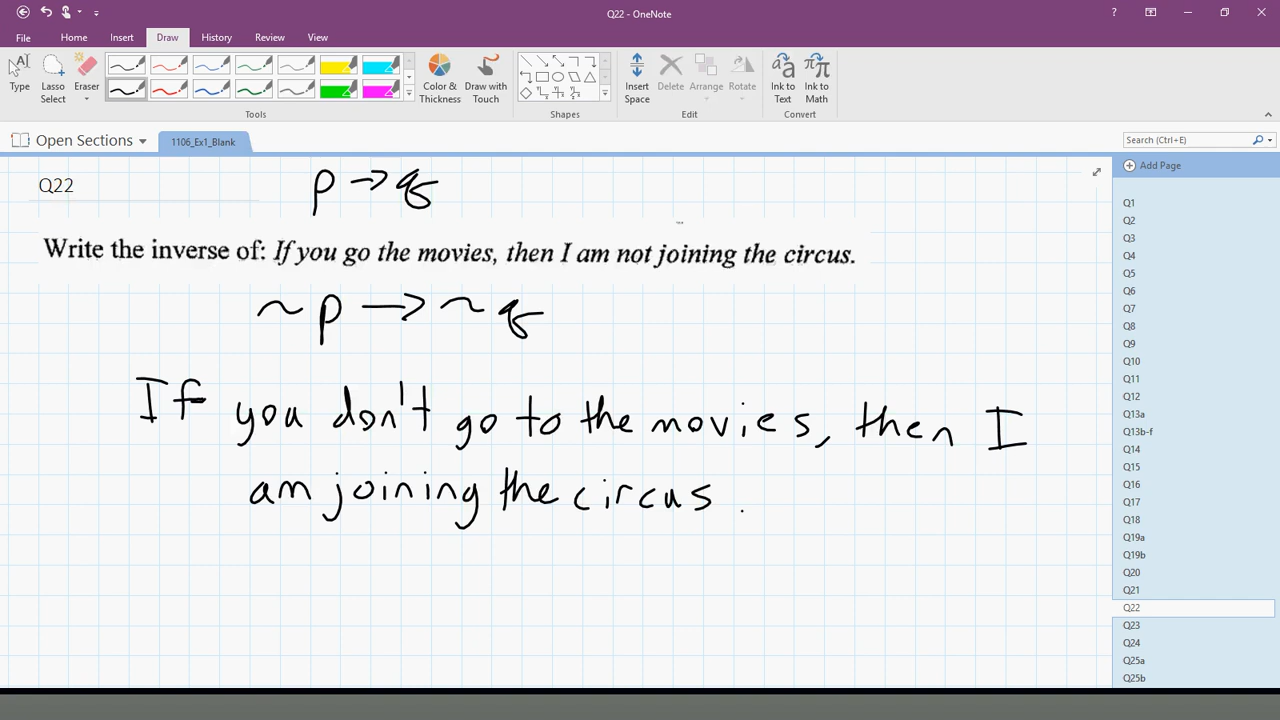 Q22 - OneNote
?
File Home Insert Draw History Review View
Type
Lasso Select
Eraser
Color & Thickness
Draw with Touch
Insert Space
Delete
Arrange
Rotate
Ink to Text
Ink to Math
Tools
Shapes
Edit
Convert
Open Sections
1106_Ex1_Blank
Search (Ctrl+E)
Add Page
Q22
p → q
Write the inverse of: If you go the movies, then I am not joining the circus.
~p → ~q
If you don't go to the movies, then I
am joining the circus.
Q1
Q2
Q3
Q4
Q5
Q6
Q7
Q8
Q9
Q10
Q11
Q12
Q13a
Q13b-f
Q14
Q15
Q16
Q17
Q18
Q19a
Q19b
Q20
Q21
Q22
Q23
Q24
Q25a
Q25b